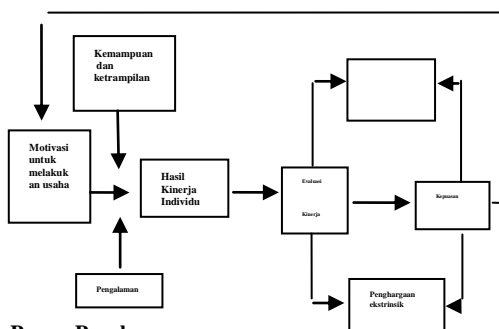 Kemampuan
dan
ketrampilan
Motivasi
untuk
melakuk
an usaha
Hasil
Kinerja
Individu
Evaluasi
Kinerja
Kepuasan
Pengalaman
Penghargaan
ekstrinsik